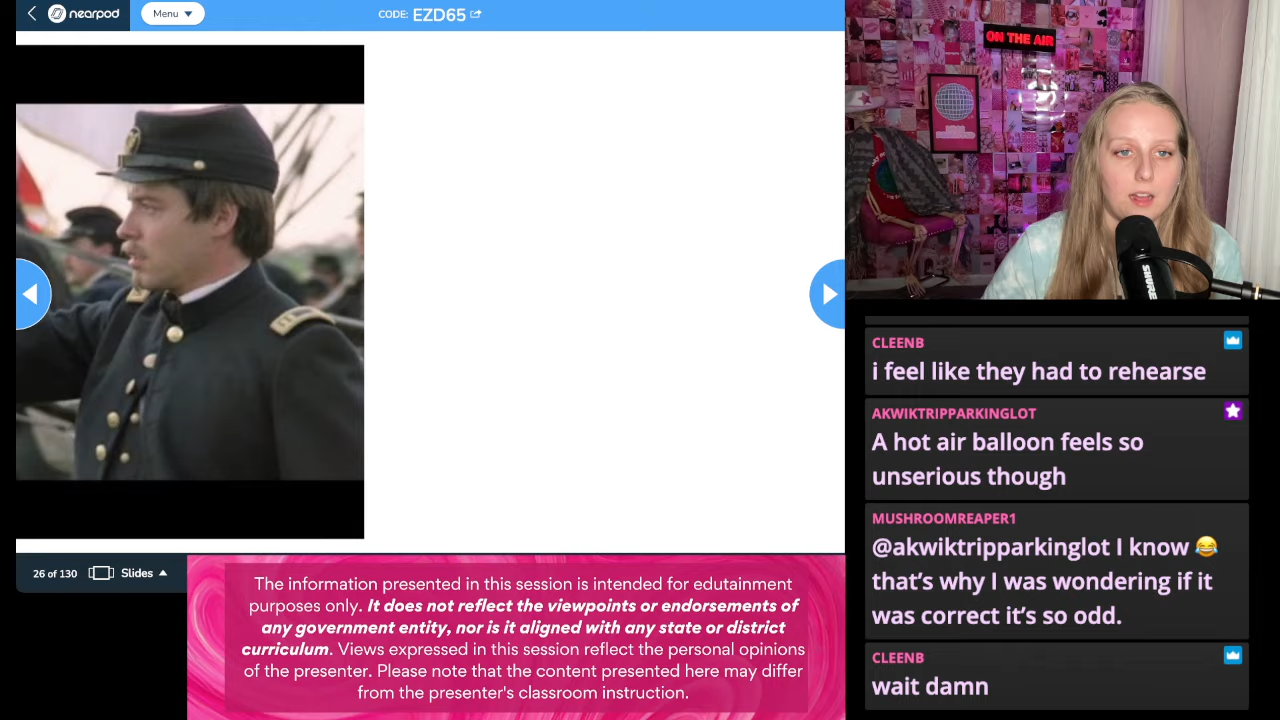 nearpod
Menu
CODE: EZD65
ON THE AIR
SHURE
26 of 130
Slides
The information presented in this session is intended for edutainment
purposes only. It does not reflect the viewpoints or endorsements of
any government entity, nor is it aligned with any state or district
curriculum. Views expressed in this session reflect the personal opinions
of the presenter. Please note that the content presented here may differ
from the presenter's classroom instruction.
CLEENB
i feel like they had to rehearse
AKWIKTRIPPARKINGLOT
A hot air balloon feels so
unserious though
MUSHROOMREAPER1
@akwiktripparkinglot I know 😂
that's why I was wondering if it
was correct it's so odd.
CLEENB
wait damn